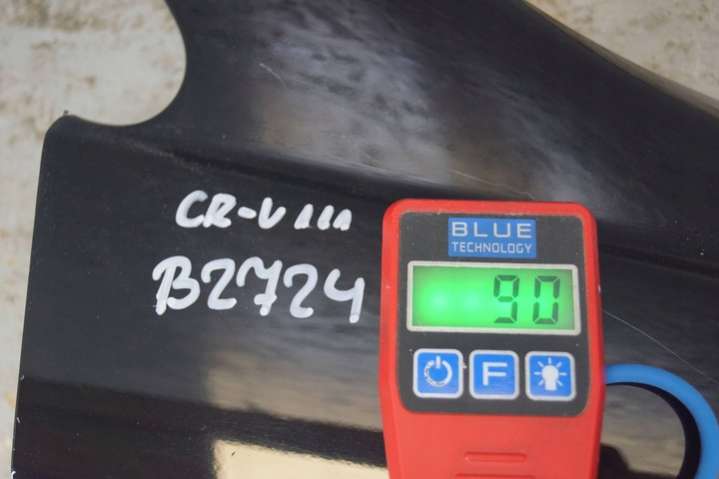 CR-V III
B2724
BLUE
TECHNOLOGY
90
F